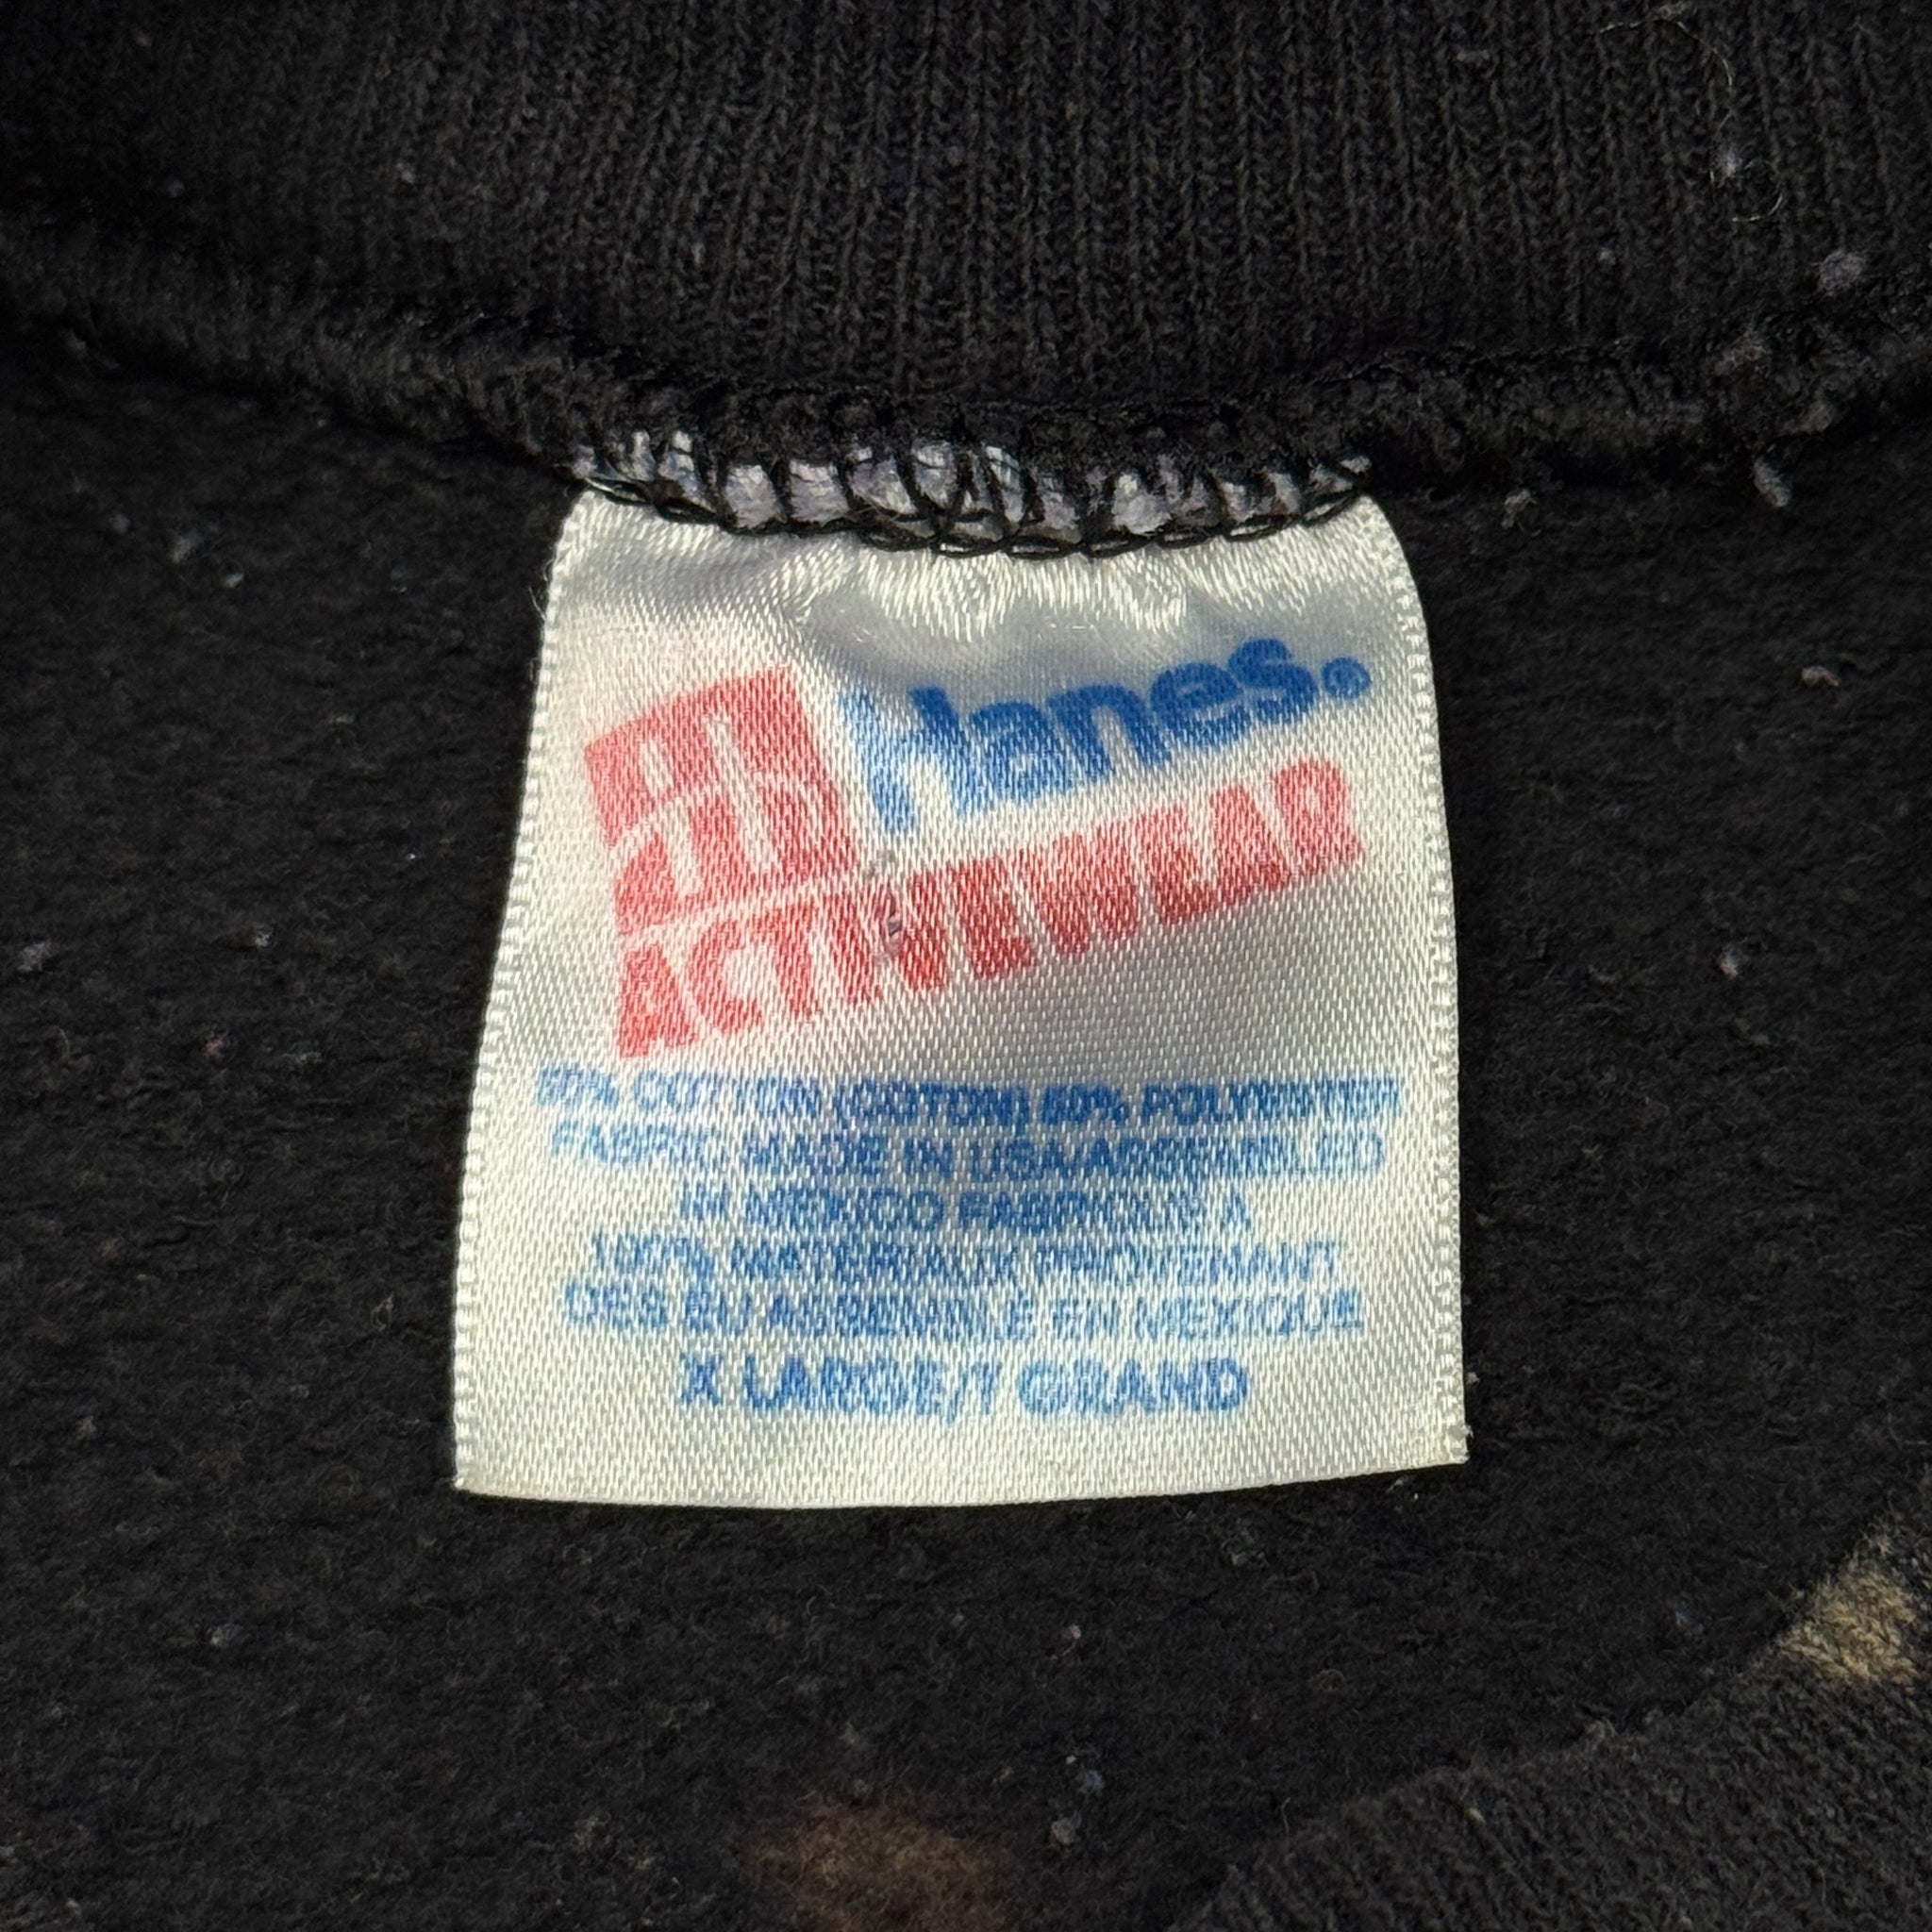 Hanes.®
ACTIVEWEAR
COTTON (COTON) 50% POLYESTER
FABRIC MADE IN USA ASSEMBLED
IN MEXICO FABRIQUE A
100% MATERIAUX PROVENANT
DES EU ASSEMBLE EN MEXIQUE
X LARGE/T GRAND